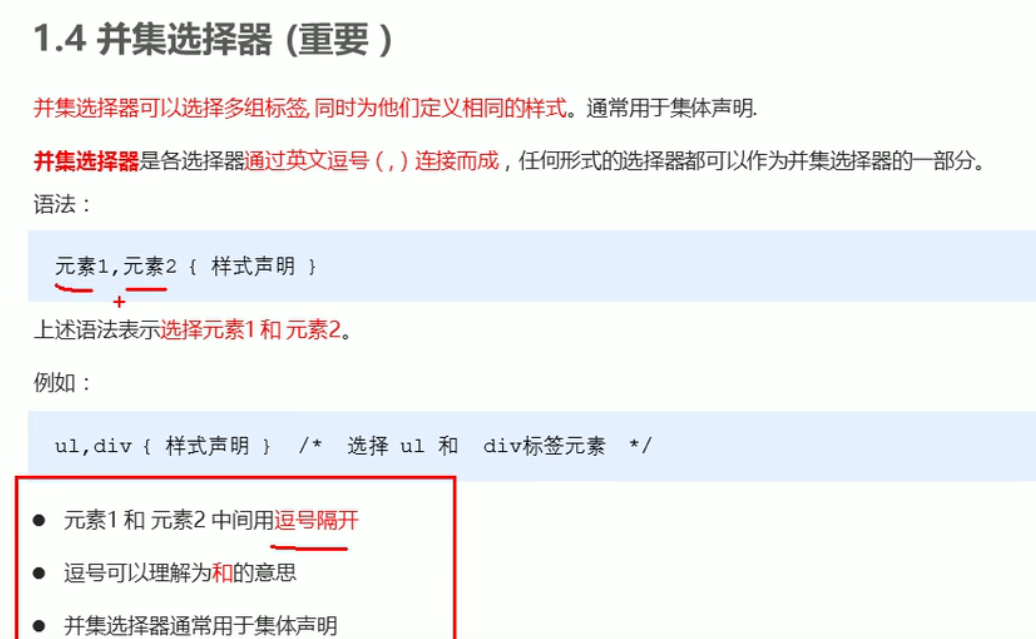 1.4 并集选择器 (重要 )
并集选择器可以选择多组标签, 同时为他们定义相同的样式。通常用于集体声明.
并集选择器是各选择器通过英文逗号 ( , ) 连接而成 , 任何形式的选择器都可以作为并集选择器的一部分。
语法 :
元素1,元素2 { 样式声明 }
上述语法表示选择元素1 和 元素2。
例如 :
ul,div { 样式声明 } /* 选择 ul 和 div标签元素 */
● 元素1 和 元素2 中间用逗号隔开
● 逗号可以理解为和的意思
● 并集选择器通常用于集体声明